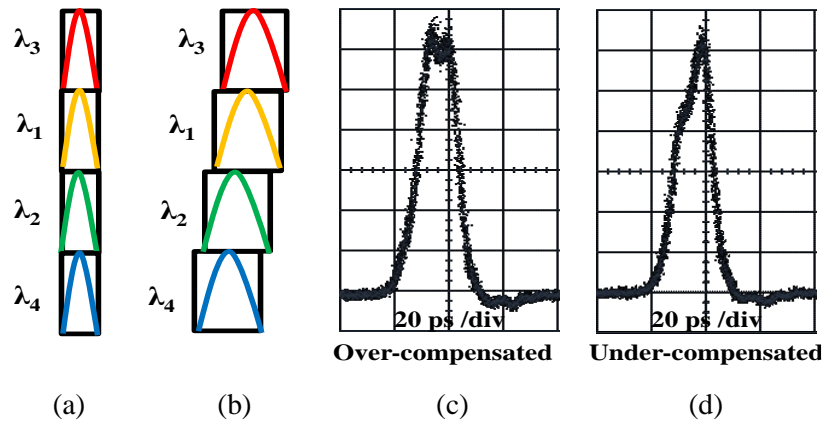 λ3
λ1
λ2
λ4
λ3
λ1
λ2
λ4
20 ps /div
Over-compensated
20 ps /div
Under-compensated
(a)
(b)
(c)
(d)